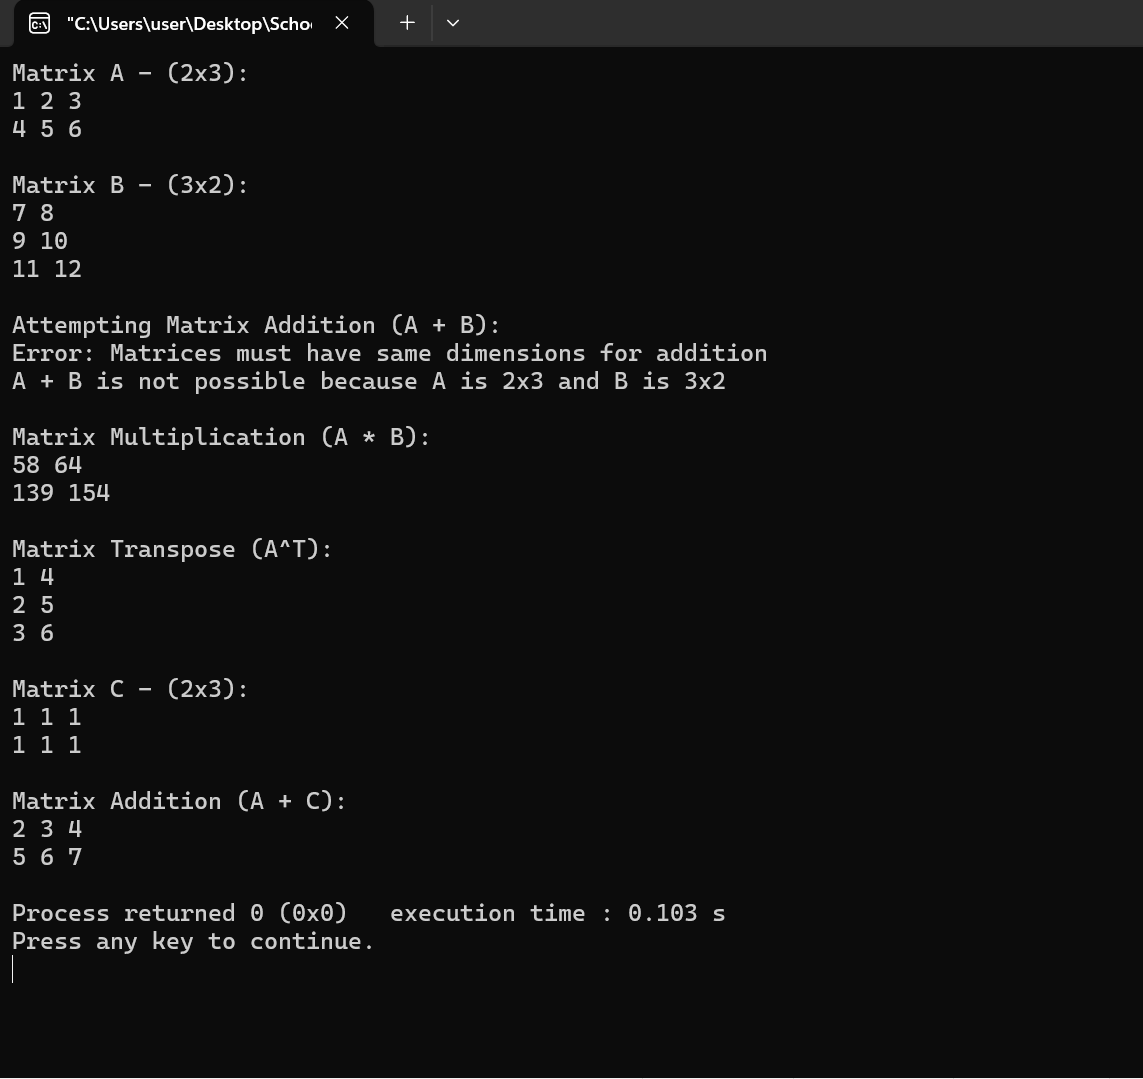 "C:\Users\user\Desktop\Scho
Matrix A - (2x3):
1 2 3
4 5 6
Matrix B - (3x2):
7 8
9 10
11 12
Attempting Matrix Addition (A + B):
Error: Matrices must have same dimensions for addition
A + B is not possible because A is 2x3 and B is 3x2
Matrix Multiplication (A * B):
58 64
139 154
Matrix Transpose (A^T):
1 4
2 5
3 6
Matrix C - (2x3):
1 1 1
1 1 1
Matrix Addition (A + C):
2 3 4
5 6 7
Process returned 0 (0x0)   execution time : 0.103 s
Press any key to continue.